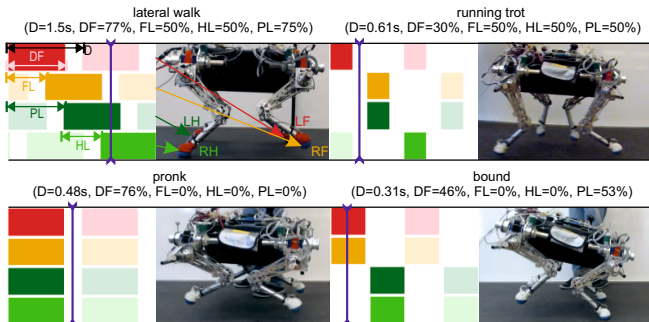 lateral walk
(D=1.5s, DF=77%, FL=50%, HL=50%, PL=75%)
running trot
(D=0.61s, DF=30%, FL=50%, HL=50%, PL=50%)
D
DF
FL
PL
HL
LH
LF
RH
RF
pronk
(D=0.48s, DF=76%, FL=0%, HL=0%, PL=0%)
bound
(D=0.31s, DF=46%, FL=0%, HL=0%, PL=53%)